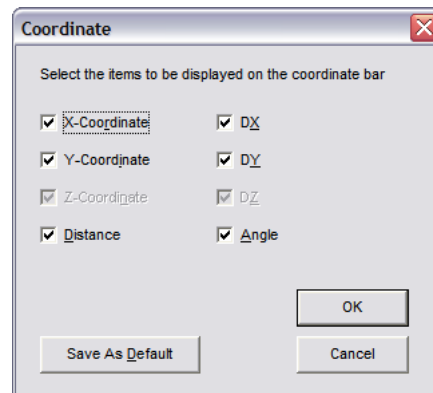 Coordinate
Select the items to be displayed on the coordinate bar
X-Coordinate DX
Y-Coordinate DY
Z-Coordinate DZ
Distance Angle
OK
Save As Default Cancel